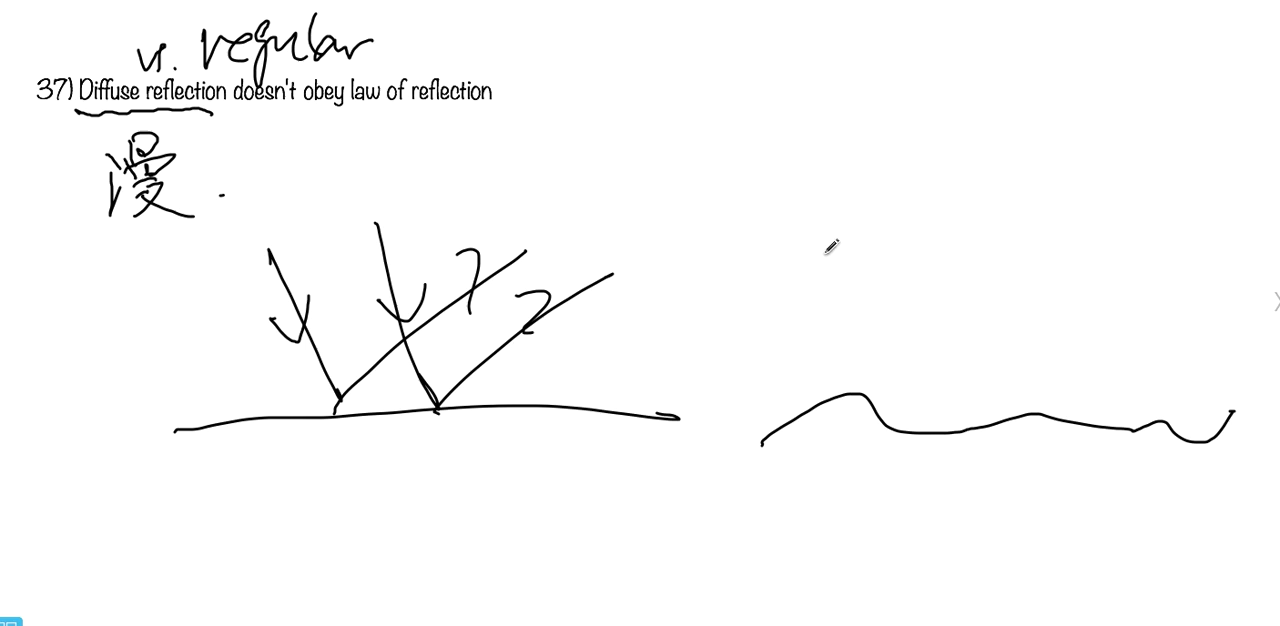 vs. regular
37) Diffuse reflection doesn't obey law of reflection
漫